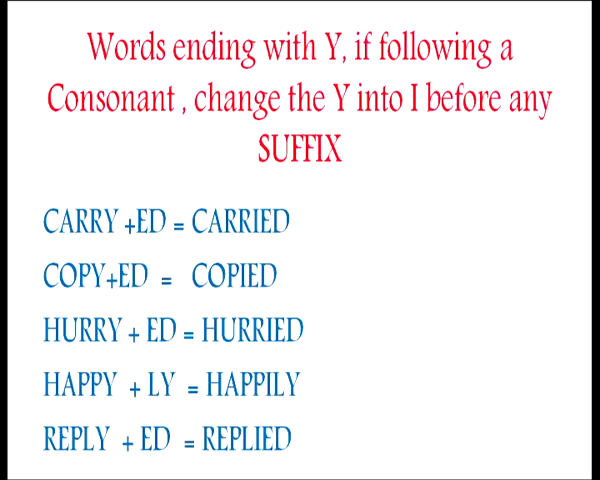 Words ending with Y, if following a
Consonant , change the Y into I before any
SUFFIX
CARRY +ED = CARRIED
COPY+ED = COPIED
HURRY + ED = HURRIED
HAPPY + LY = HAPPILY
REPLY + ED = REPLIED